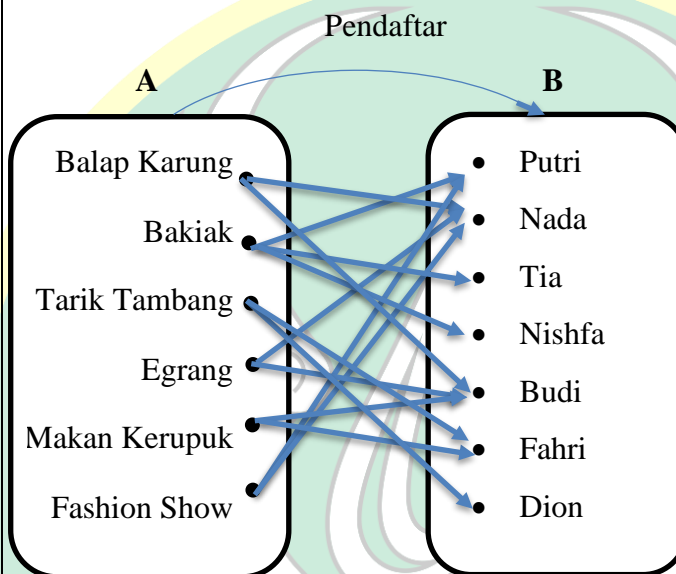 Pendaftar
A
B
Balap Karung
Bakiak
Tarik Tambang
Egrang
Makan Kerupuk
Fashion Show
Putri
Nada
Tia
Nishfa
Budi
Fahri
Dion